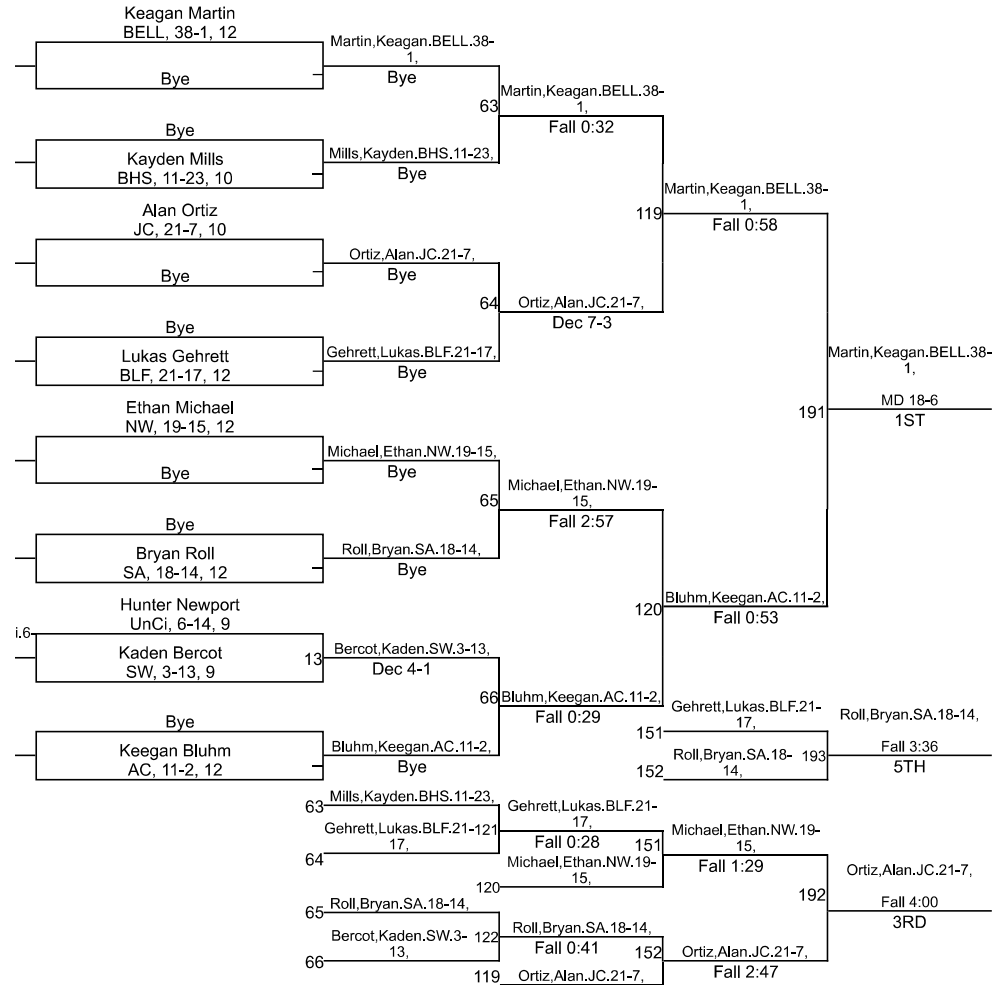 Keagan Martin
BELL, 38-1, 12
Bye
Bye
Kayden Mills
BHS, 11-23, 10
Alan Ortiz
JC, 21-7, 10
Bye
Bye
Lukas Gehrett
BLF, 21-17, 12
Ethan Michael
NW, 19-15, 12
Bye
Bye
Bryan Roll
SA, 18-14, 12
Hunter Newport
UnCi, 6-14, 9
i.6
Kaden Bercot
SW, 3-13, 9
13
Bye
Keegan Bluhm
AC, 11-2, 12
Martin,Keagan.BELL.38-
1,
Bye
63
Mills,Kayden.BHS.11-23,
Bye
Ortiz,Alan.JC.21-7,
Bye
64
Gehrett,Lukas.BLF.21-17,
Bye
Michael,Ethan.NW.19-15,
Bye
65
Roll,Bryan.SA.18-14,
Bye
Bercot,Kaden.SW.3-13,
Dec 4-1
66
Bluhm,Keegan.AC.11-2,
Bye
Martin,Keagan.BELL.38-
1,
Fall 0:32
119
Ortiz,Alan.JC.21-7,
Dec 7-3
Michael,Ethan.NW.19-
15,
Fall 2:57
120
Bluhm,Keegan.AC.11-2,
Fall 0:29
Martin,Keagan.BELL.38-
1,
Fall 0:58
191
Bluhm,Keegan.AC.11-2,
Fall 0:53
Martin,Keagan.BELL.38-
1,
MD 18-6
1ST
151
Gehrett,Lukas.BLF.21-
17,
152
Roll,Bryan.SA.18-
14,
193
Roll,Bryan.SA.18-14,
Fall 3:36
5TH
63
Mills,Kayden.BHS.11-23,
64
Gehrett,Lukas.BLF.21-
17,
121
Gehrett,Lukas.BLF.21-
17,
Fall 0:28
120
Michael,Ethan.NW.19-
15,
151
Michael,Ethan.NW.19-
15,
Fall 1:29
65
Roll,Bryan.SA.18-14,
66
Bercot,Kaden.SW.3-
13,
122
Roll,Bryan.SA.18-14,
Fall 0:41
119
Ortiz,Alan.JC.21-7,
152
Ortiz,Alan.JC.21-7,
Fall 2:47
192
Ortiz,Alan.JC.21-7,
Fall 4:00
3RD